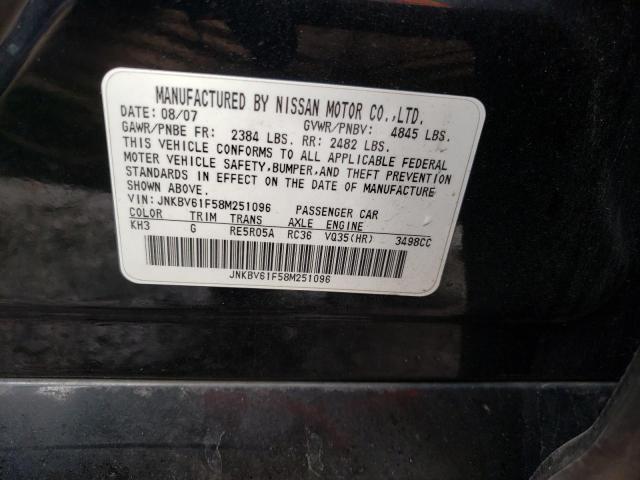 MANUFACTURED BY NISSAN MOTOR CO.,LTD.
DATE: 08/07 GVWR/PNBV: 4845 LBS.
GAWR/PNBE FR: 2384 LBS. RR: 2482 LBS.
THIS VEHICLE CONFORMS TO ALL APPLICABLE FEDERAL
MOTOR VEHICLE SAFETY,BUMPER,AND THEFT PREVENTION
STANDARDS IN EFFECT ON THE DATE OF MANUFACTURE
SHOWN ABOVE.
VIN: JNKBV61F58M251096 PASSENGER CAR
COLOR TRIM TRANS AXLE ENGINE
KH3 G RE5R05A RC36 VQ35(HR) 3498CC
JNKBV61F58M251096